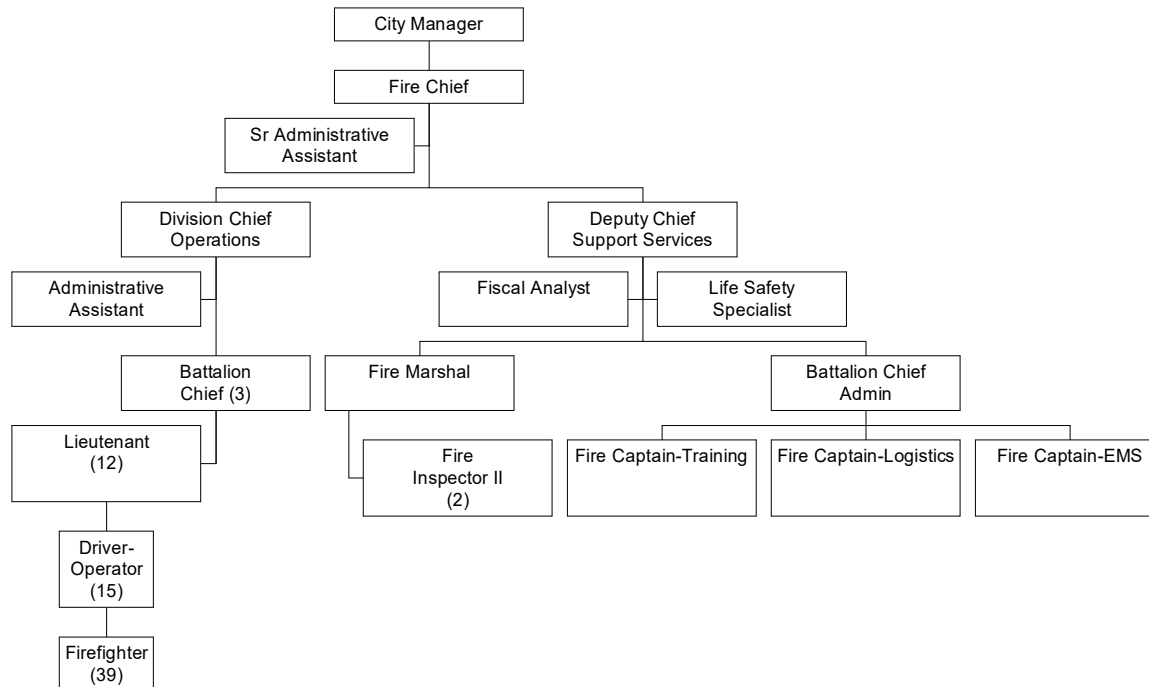 City Manager
Fire Chief
Sr Administrative
Assistant
Division Chief
Operations
Deputy Chief
Support Services
Administrative
Assistant
Fiscal Analyst
Life Safety
Specialist
Battalion
Chief (3)
Fire Marshal
Battalion Chief
Admin
Lieutenant
(12)
Fire
Inspector II
(2)
Fire Captain-Training
Fire Captain-Logistics
Fire Captain-EMS
Driver-
Operator
(15)
Firefighter
(39)